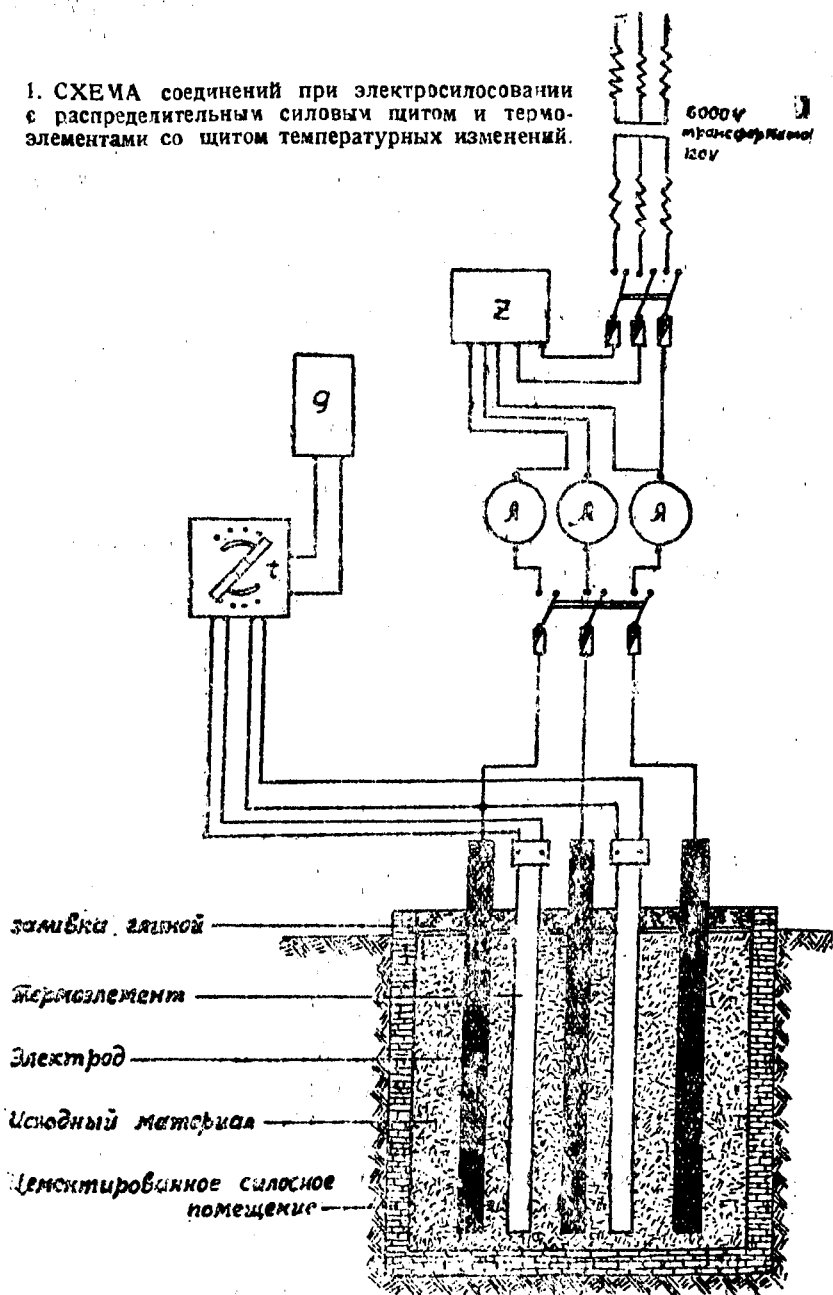 1. СХЕМА соединений при электросилосовании
с распределительным силовым щитом и термо-
элементами со щитом температурных изменений.
6000V
120V
Z
g
A
A
A
t
заливка глиной
термоэлемент
Электрод
Исходный материал
Цементированное силосное
помещение